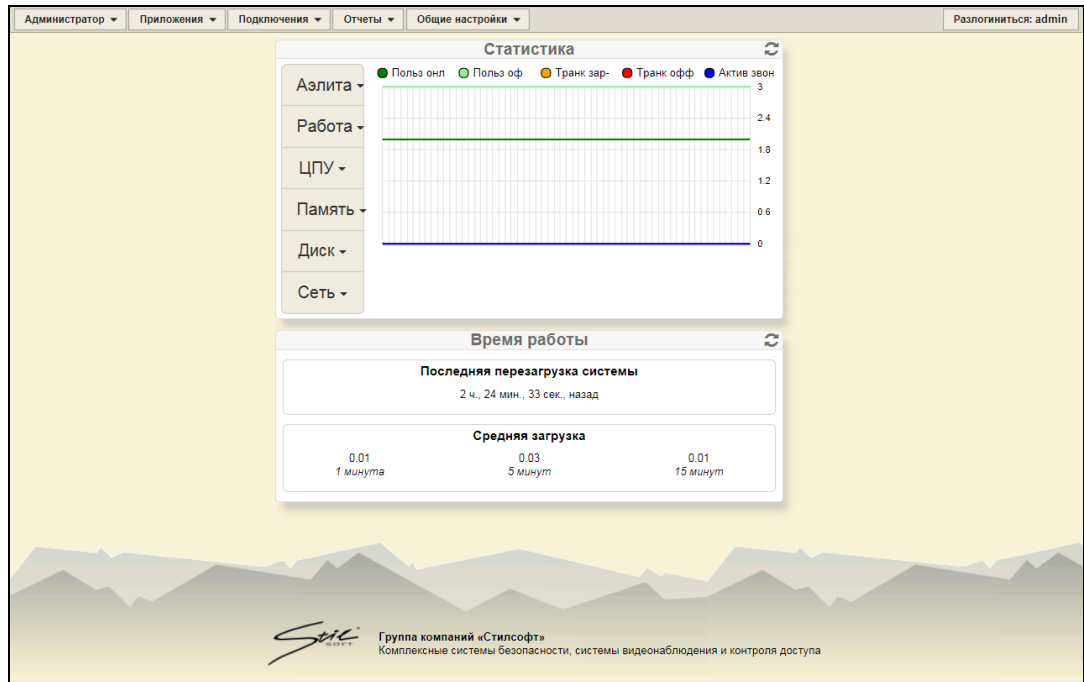 Администратор Приложения Подключения Отчеты Общие настройки Разлогиниться: admin
Статистика
Польз онл Польз оф Транк зар- Транк офф Актив звон
Аэлита
Работа
ЦПУ
Память
Диск
Сеть
3
2.4
1.8
1.2
0.6
0
Время работы
Последняя перезагрузка системы
2 ч., 24 мин., 33 сек., назад
Средняя загрузка
0.01 0.03 0.01
1 минута 5 минут 15 минут
Stil
SOFT
Группа компаний «Стилсофт»
Комплексные системы безопасности, системы видеонаблюдения и контроля доступа